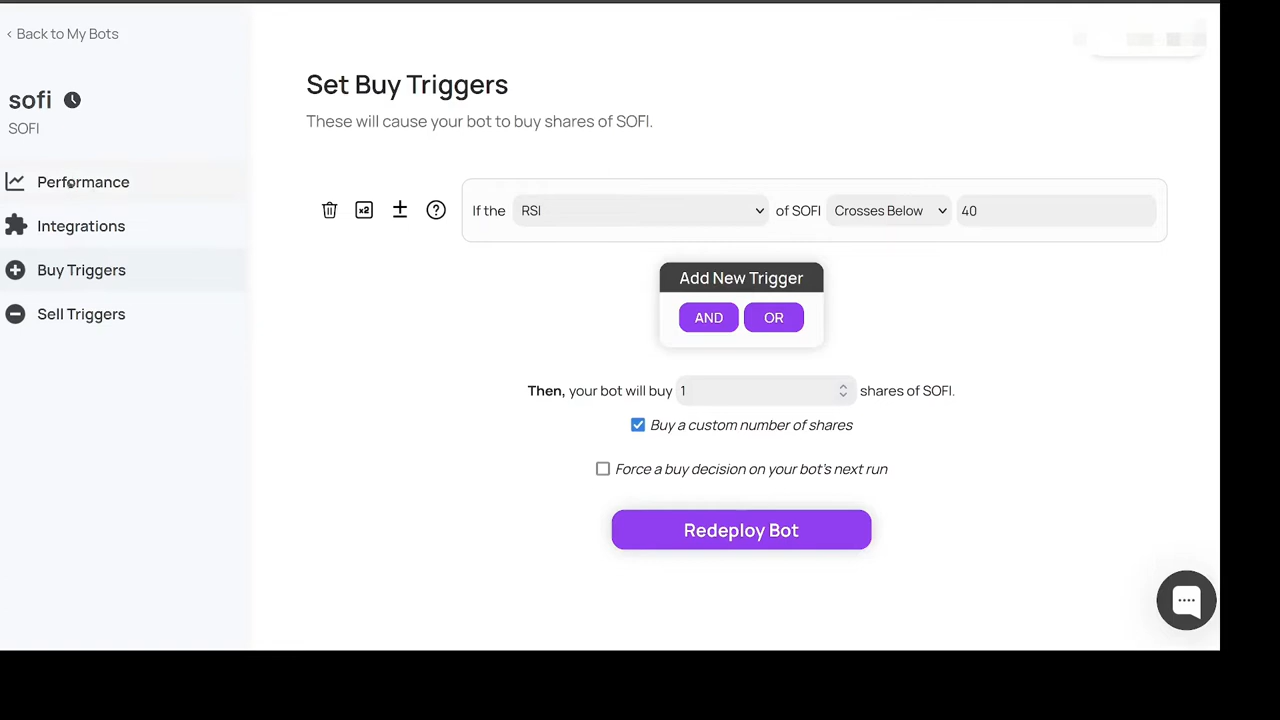 < Back to My Bots
sofi
SOFI
Performance
Integrations
Buy Triggers
Sell Triggers
Set Buy Triggers
These will cause your bot to buy shares of SOFI.
x2 ? If the RSI of SOFI Crosses Below 40
Add New Trigger
AND OR
Then, your bot will buy 1 shares of SOFI.
Buy a custom number of shares
Force a buy decision on your bot's next run
Redeploy Bot